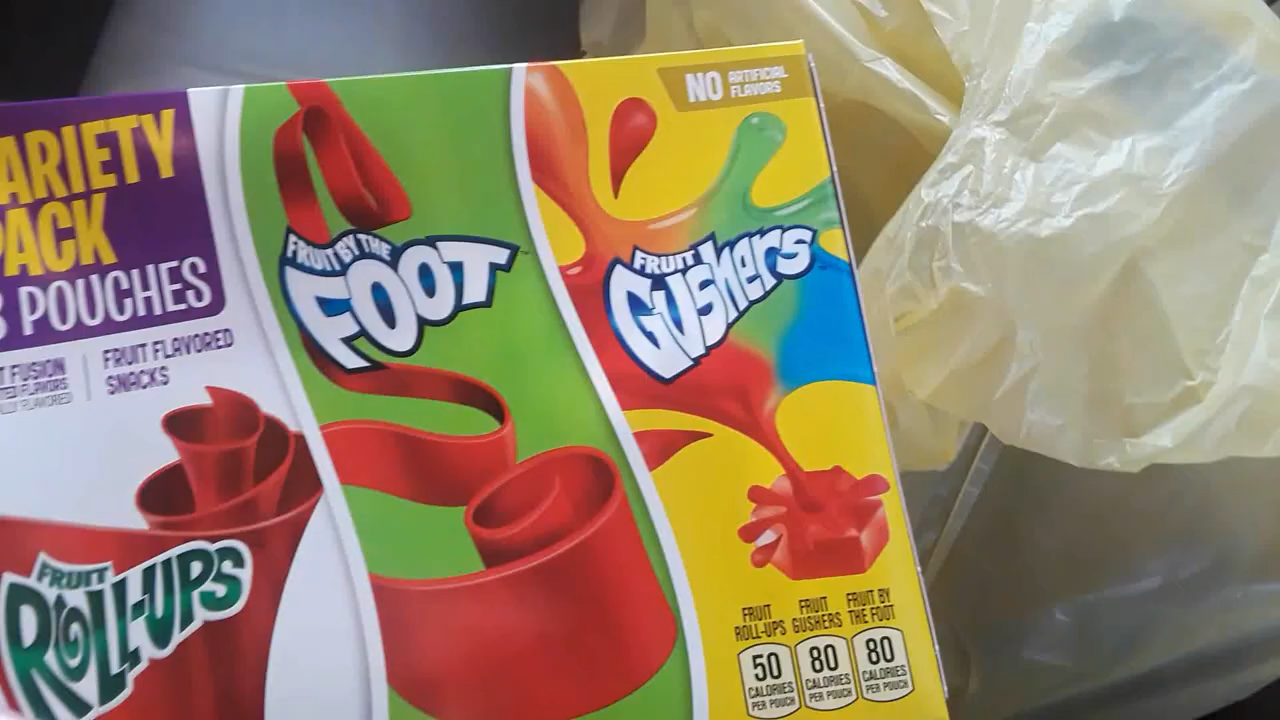 ARIETY
PACK
POUCHES
T FUSION
FRUIT FLAVORED
SNACKS
FRUIT
ROLL-UPS
FRUIT BY THE
FOOT
NO ARTIFICIAL
FLAVORS
FRUIT
GUSHERS
FRUIT
ROLL-UPS
50
CALORIES
PER POUCH
FRUIT
GUSHERS
80
CALORIES
PER POUCH
FRUIT BY
THE FOOT
80
CALORIES
PER POUCH